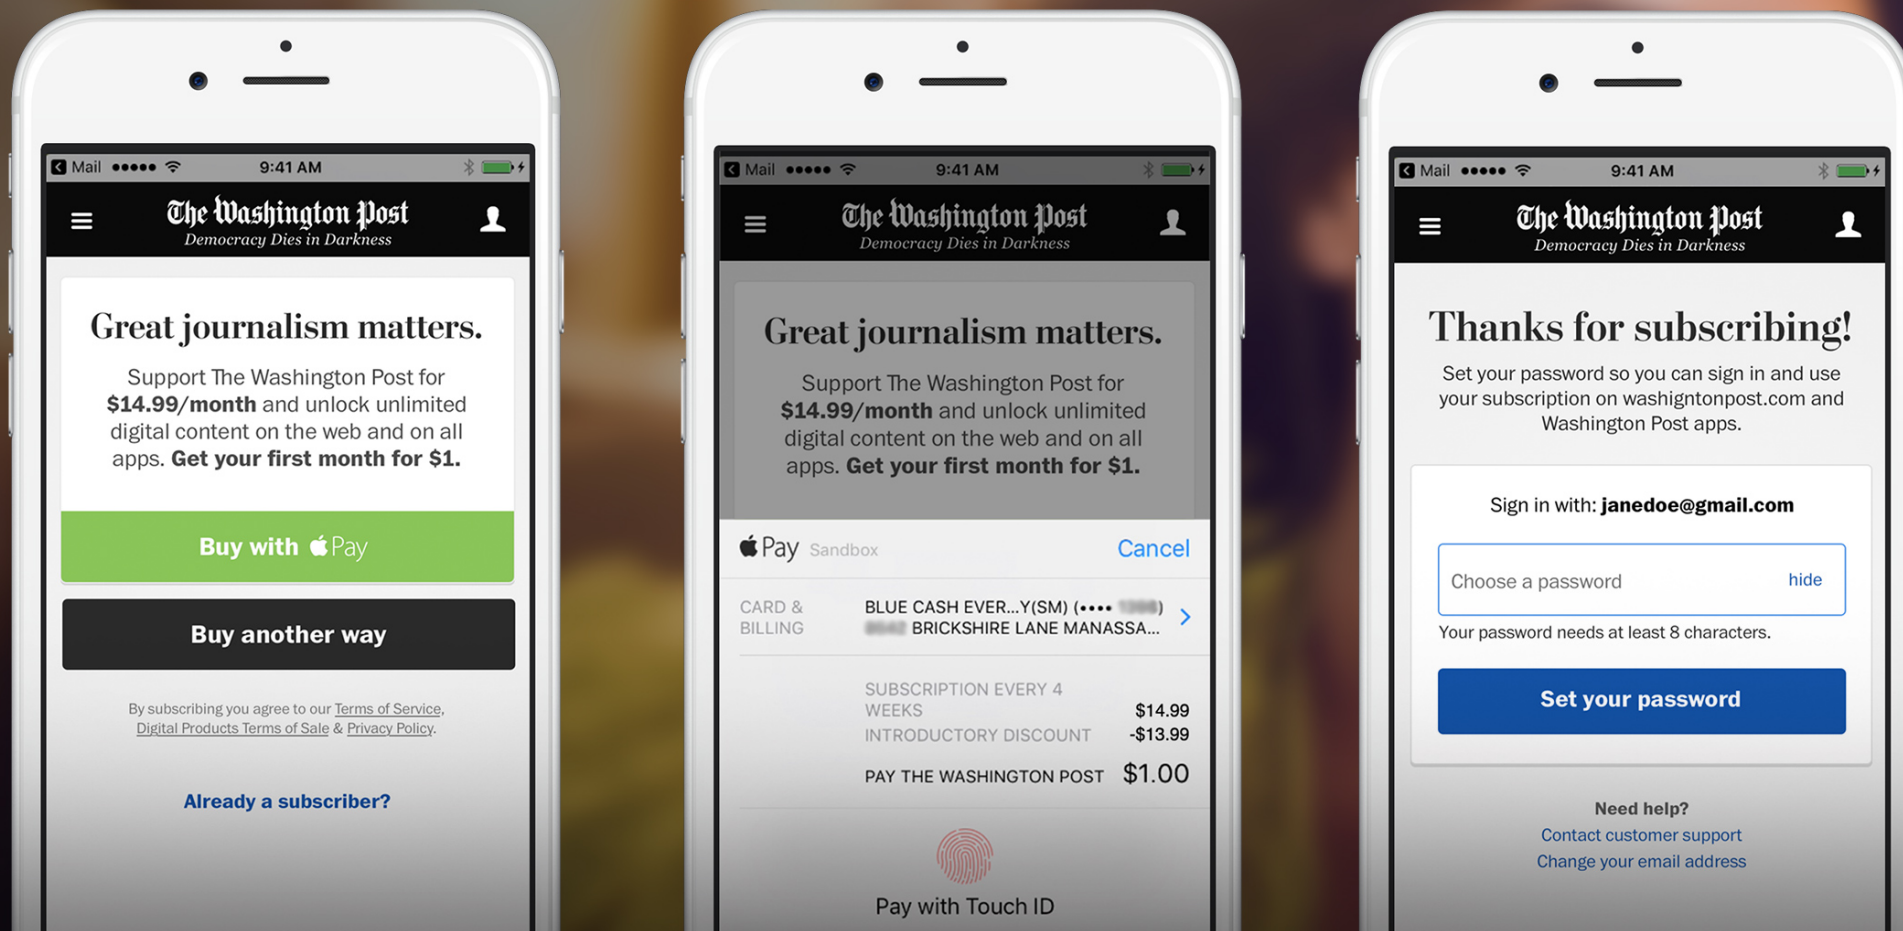 Mail 9:41 AM
The Washington Post
Democracy Dies in Darkness
Great journalism matters.
Support The Washington Post for
$14.99/month and unlock unlimited
digital content on the web and on all
apps. Get your first month for $1.
Buy with Pay
Buy another way
By subscribing you agree to our Terms of Service,
Digital Products Terms of Sale & Privacy Policy.
Already a subscriber?
Mail 9:41 AM
The Washington Post
Democracy Dies in Darkness
Great journalism matters.
Support The Washington Post for
$14.99/month and unlock unlimited
digital content on the web and on all
apps. Get your first month for $1.
Pay Sandbox Cancel
CARD & BLUE CASH EVER...Y(SM) (•••• )
BILLING BRICKSHIRE LANE MANASSA...
SUBSCRIPTION EVERY 4
WEEKS $14.99
INTRODUCTORY DISCOUNT -$13.99
PAY THE WASHINGTON POST $1.00
Pay with Touch ID
Mail 9:41 AM
The Washington Post
Democracy Dies in Darkness
Thanks for subscribing!
Set your password so you can sign in and use
your subscription on washigntonpost.com and
Washington Post apps.
Sign in with: janedoe@gmail.com
Choose a password hide
Your password needs at least 8 characters.
Set your password
Need help?
Contact customer support
Change your email address